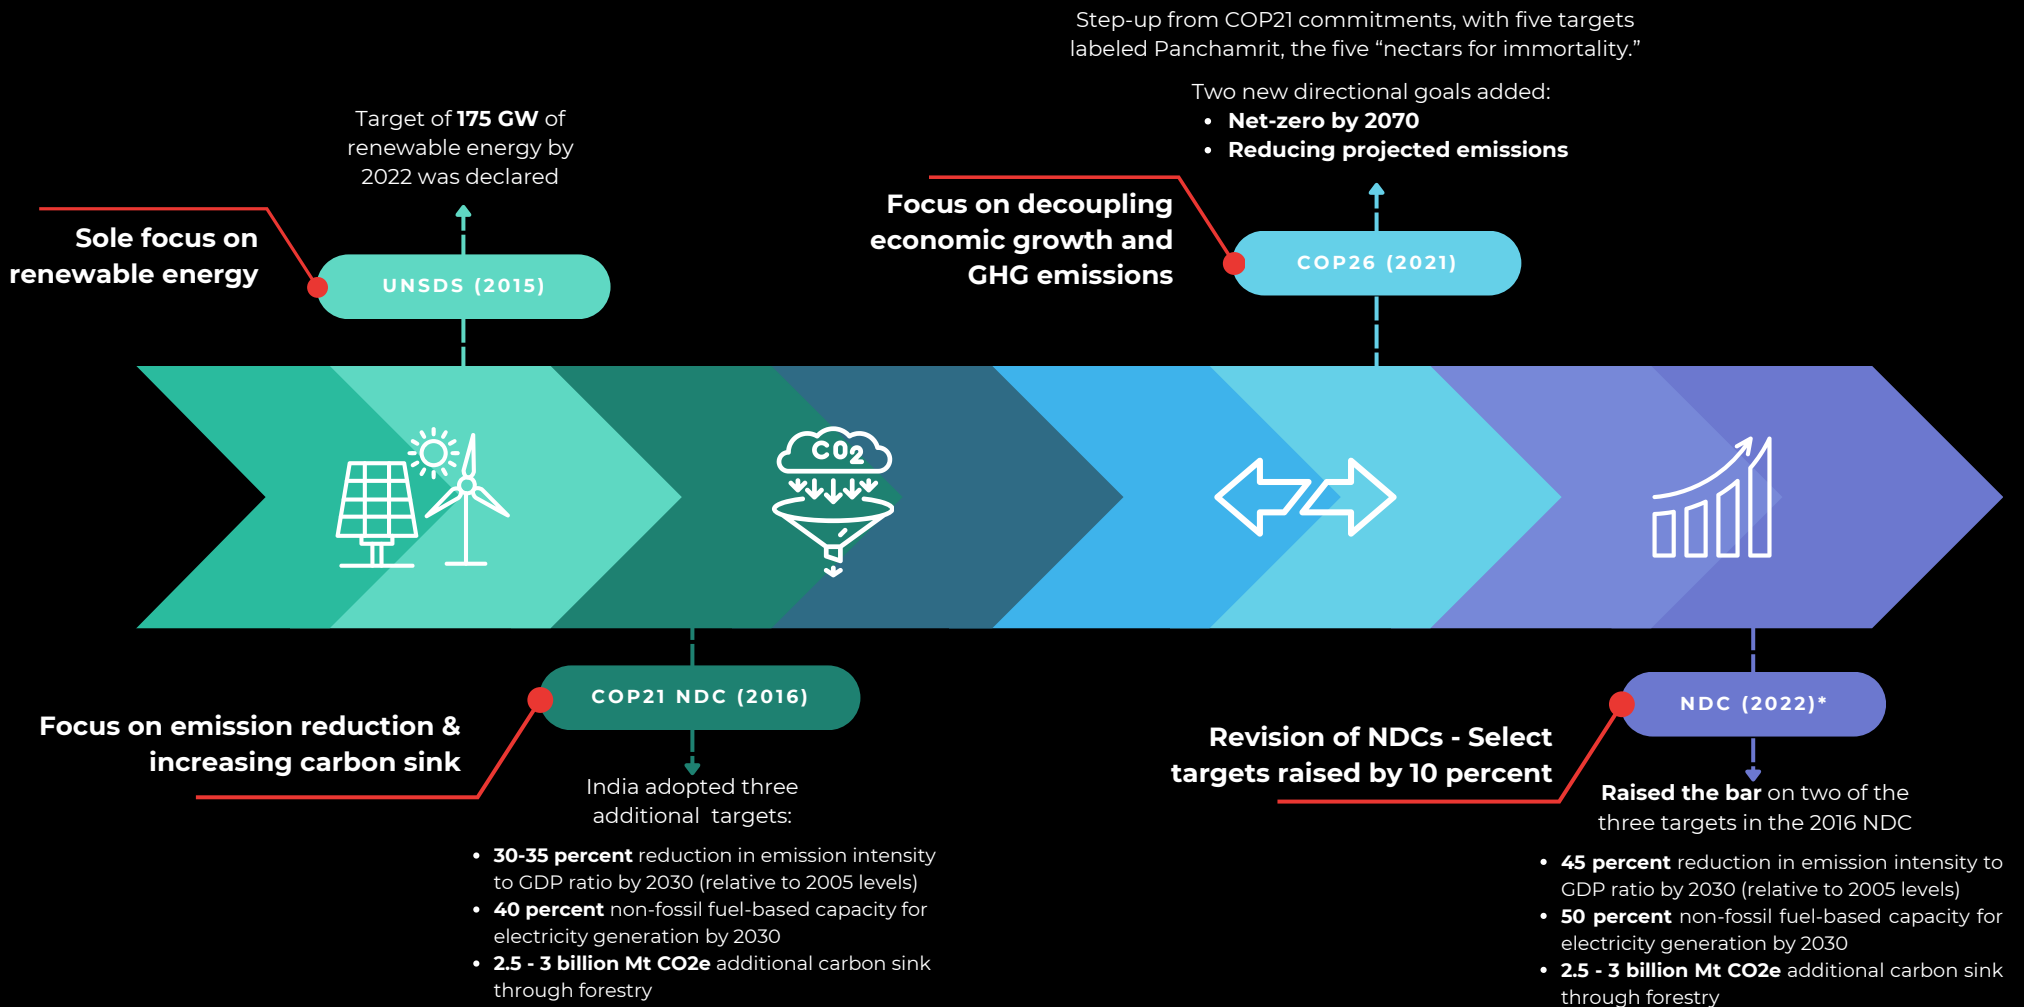 Sole focus on
renewable energy
Target of 175 GW of
renewable energy by
2022 was declared
UNSDS (2015)
Focus on emission reduction &
increasing carbon sink
COP21 NDC (2016)
India adopted three
additional targets:
• 30-35 percent reduction in emission intensity
to GDP ratio by 2030 (relative to 2005 levels)
• 40 percent non-fossil fuel-based capacity for
electricity generation by 2030
• 2.5 - 3 billion Mt CO2e additional carbon sink
through forestry
CO2
Step-up from COP21 commitments, with five targets
labeled Panchamrit, the five “nectars for immortality.”
Two new directional goals added:
• Net-zero by 2070
• Reducing projected emissions
Focus on decoupling
economic growth and
GHG emissions
COP26 (2021)
Revision of NDCs - Select
targets raised by 10 percent
NDC (2022)*
Raised the bar on two of the
three targets in the 2016 NDC
• 45 percent reduction in emission intensity to
GDP ratio by 2030 (relative to 2005 levels)
• 50 percent non-fossil fuel-based capacity for
electricity generation by 2030
• 2.5 - 3 billion Mt CO2e additional carbon sink
through forestry